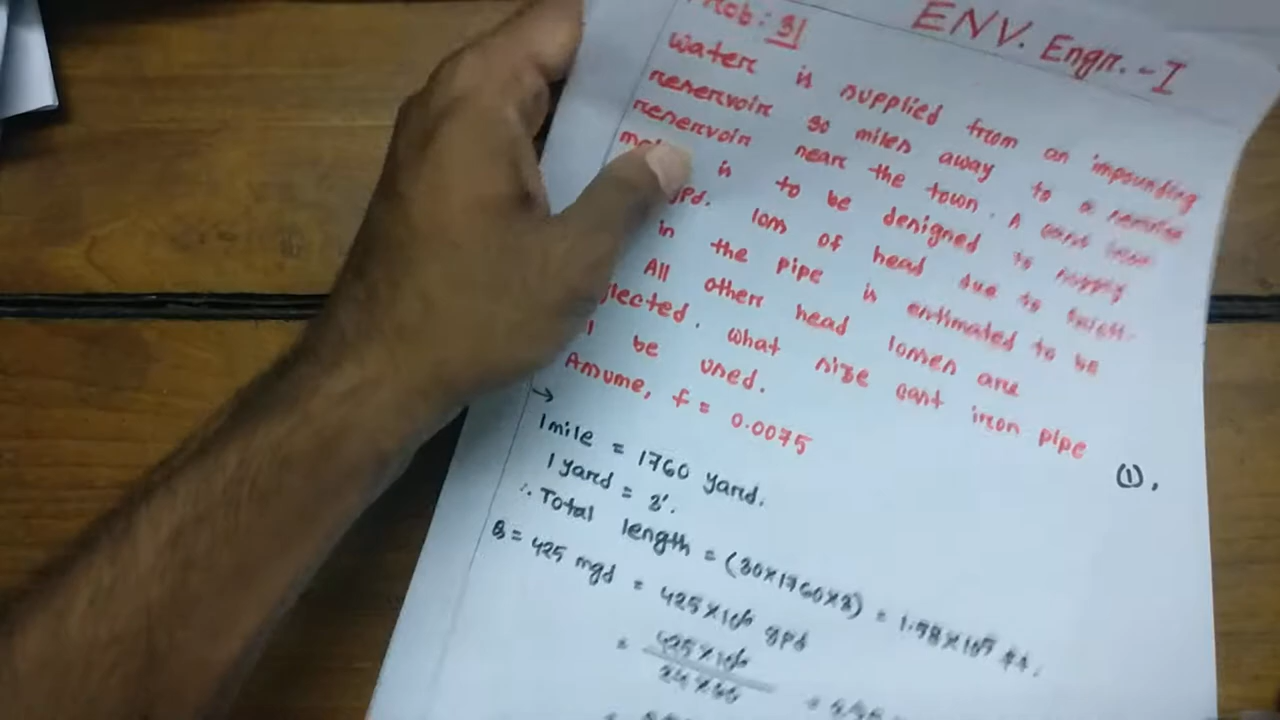 Prob: 31
ENV. Engr. - I
Water is supplied from an impounding
reservoir 30 miles away to a service
reservoir near the town. A cast iron
is to be designed to supply
gpd. loss of head due to frict-
in the pipe is estimated to be
All other head losses are
neglected. what size cast iron pipe
be used.
Assume, f = 0.0075
(1).
→
1 mile = 1760 yard.
1 yard = 3'.
∴ Total length = (30×1760×3) = 1.58×10⁵ ft.
Q = 425 mgd = 425×10⁶ gpd
= 425×10⁶
24×60